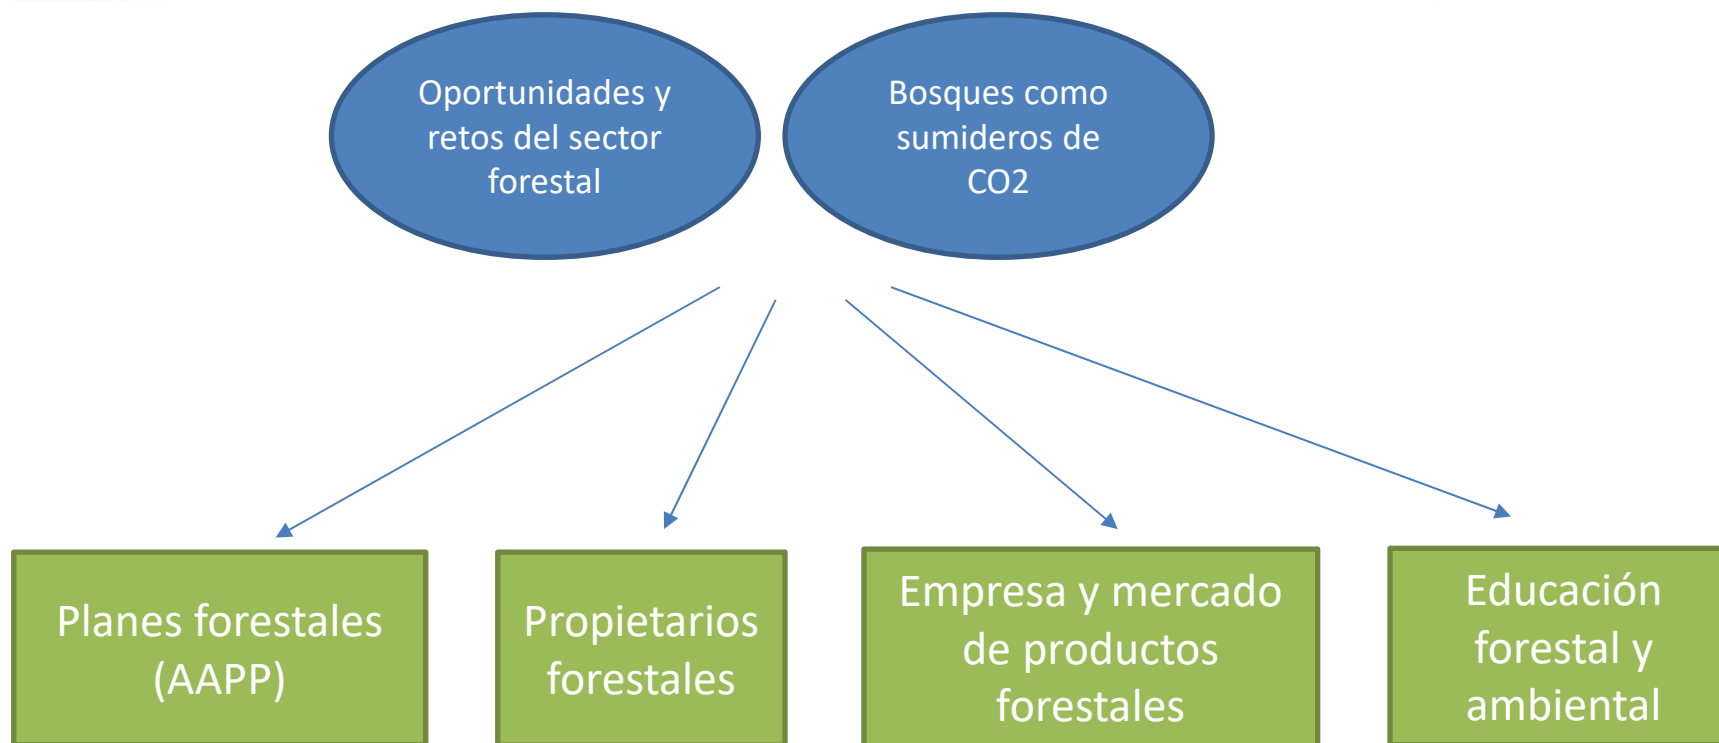 Oportunidades y
retos del sector
forestal
Bosques como
sumideros de
CO2
Planes forestales
(AAPP)
Propietarios
forestales
Empresa y mercado
de productos
forestales
Educación
forestal y
ambiental